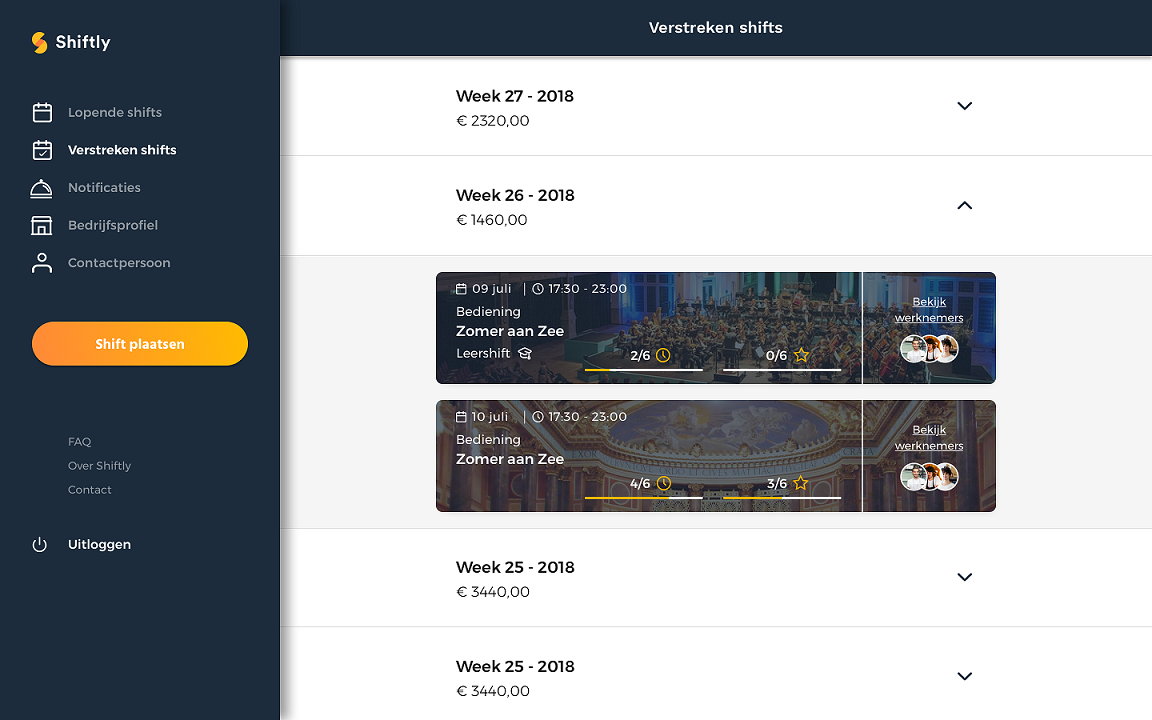 Shiftly
Lopende shifts
Verstreken shifts
Notificaties
Bedrijfsprofiel
Contactpersoon
Shift plaatsen
FAQ
Over Shiftly
Contact
Uitloggen
Verstreken shifts
Week 27 - 2018
€ 2320,00
Week 26 - 2018
€ 1460,00
09 juli | 17:30 - 23:00
Bediening
Zomer aan Zee
Leershift
2/6
0/6
Bekijk
werknemers
10 juli | 17:30 - 23:00
Bediening
Zomer aan Zee
4/6
3/6
Bekijk
werknemers
Week 25 - 2018
€ 3440,00
Week 25 - 2018
€ 3440,00